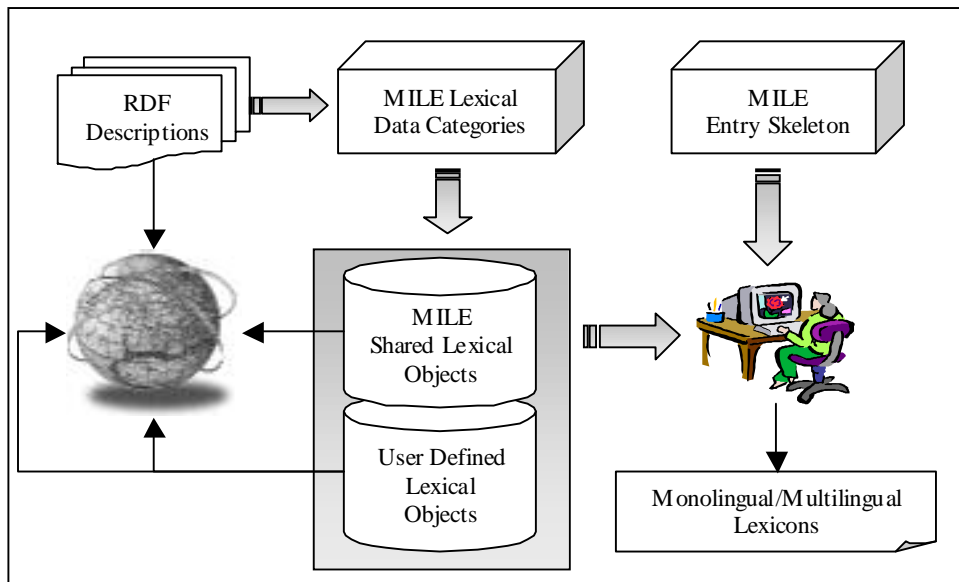 RDF
Descriptions
MILE Lexical
Data Categories
MILE
Entry Skeleton
MILE
Shared Lexical
Objects
User Defined
Lexical
Objects
Monolingual/Multilingual
Lexicons